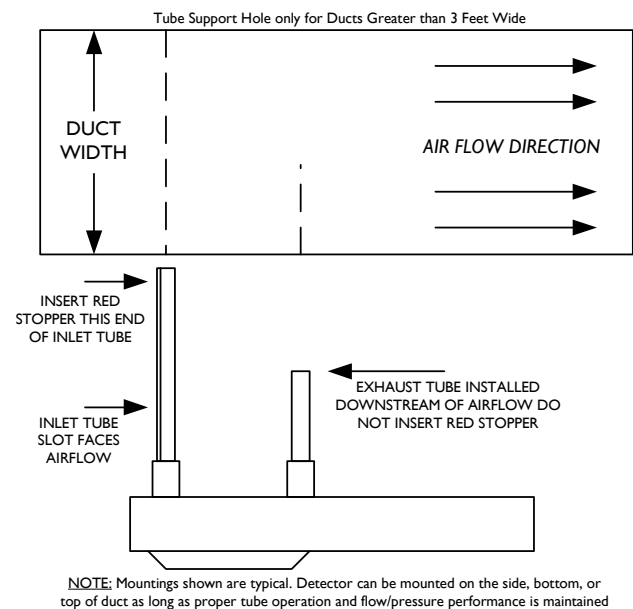 Tube Support Hole only for Ducts Greater than 3 Feet Wide
DUCT
WIDTH
AIR FLOW DIRECTION
INSERT RED
STOPPER THIS END
OF INLET TUBE
EXHAUST TUBE INSTALLED
DOWNSTREAM OF AIRFLOW DO
NOT INSERT RED STOPPER
INLET TUBE
SLOT FACES
AIRFLOW
NOTE: Mountings shown are typical. Detector can be mounted on the side, bottom, or
top of duct as long as proper tube operation and flow/pressure performance is maintained